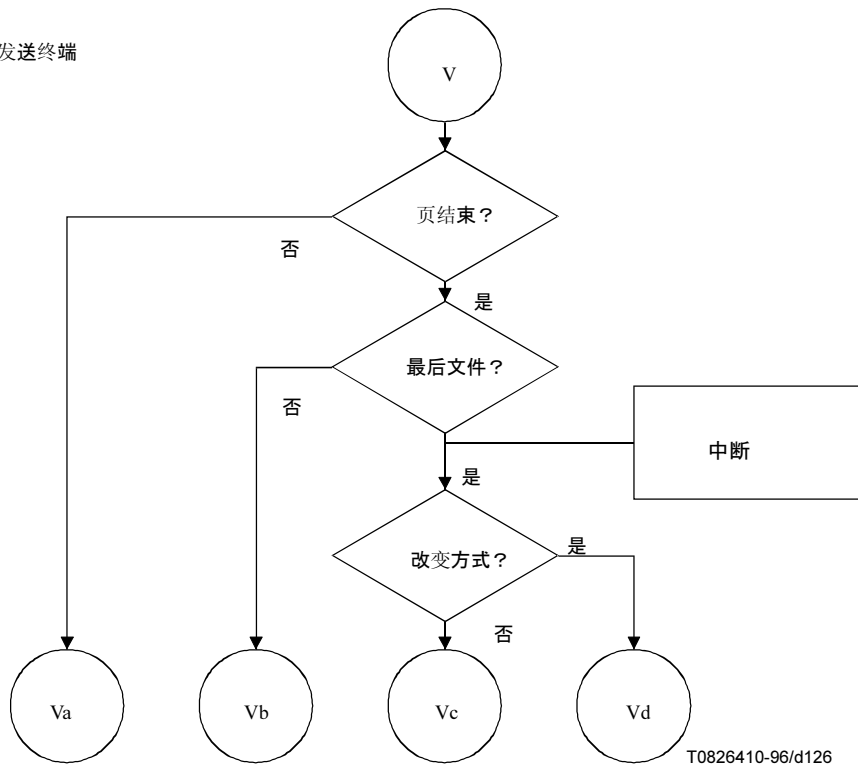 发送终端
V
页结束？
否
是
最后文件？
否
中断
是
改变方式？
是
否
Va
Vb
Vc
Vd
T0826410-96/d126